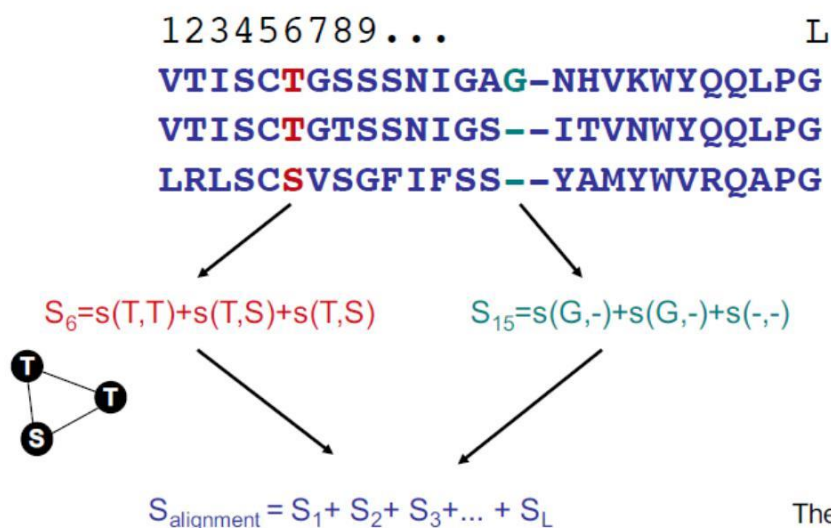 123456789... L
VTISCTGSSSNIGAG-NHVKWYQQLPG
VTISCTGTSSNIGS--ITVNWYQQLPG
LRLSCSVSGFIFSS--YAMYWVRQAPG
S6=s(T,T)+s(T,S)+s(T,S) S15=s(G,-)+s(G,-)+s(-,-)
T
T
S
Salignment = S1+ S2+ S3+... + SL The